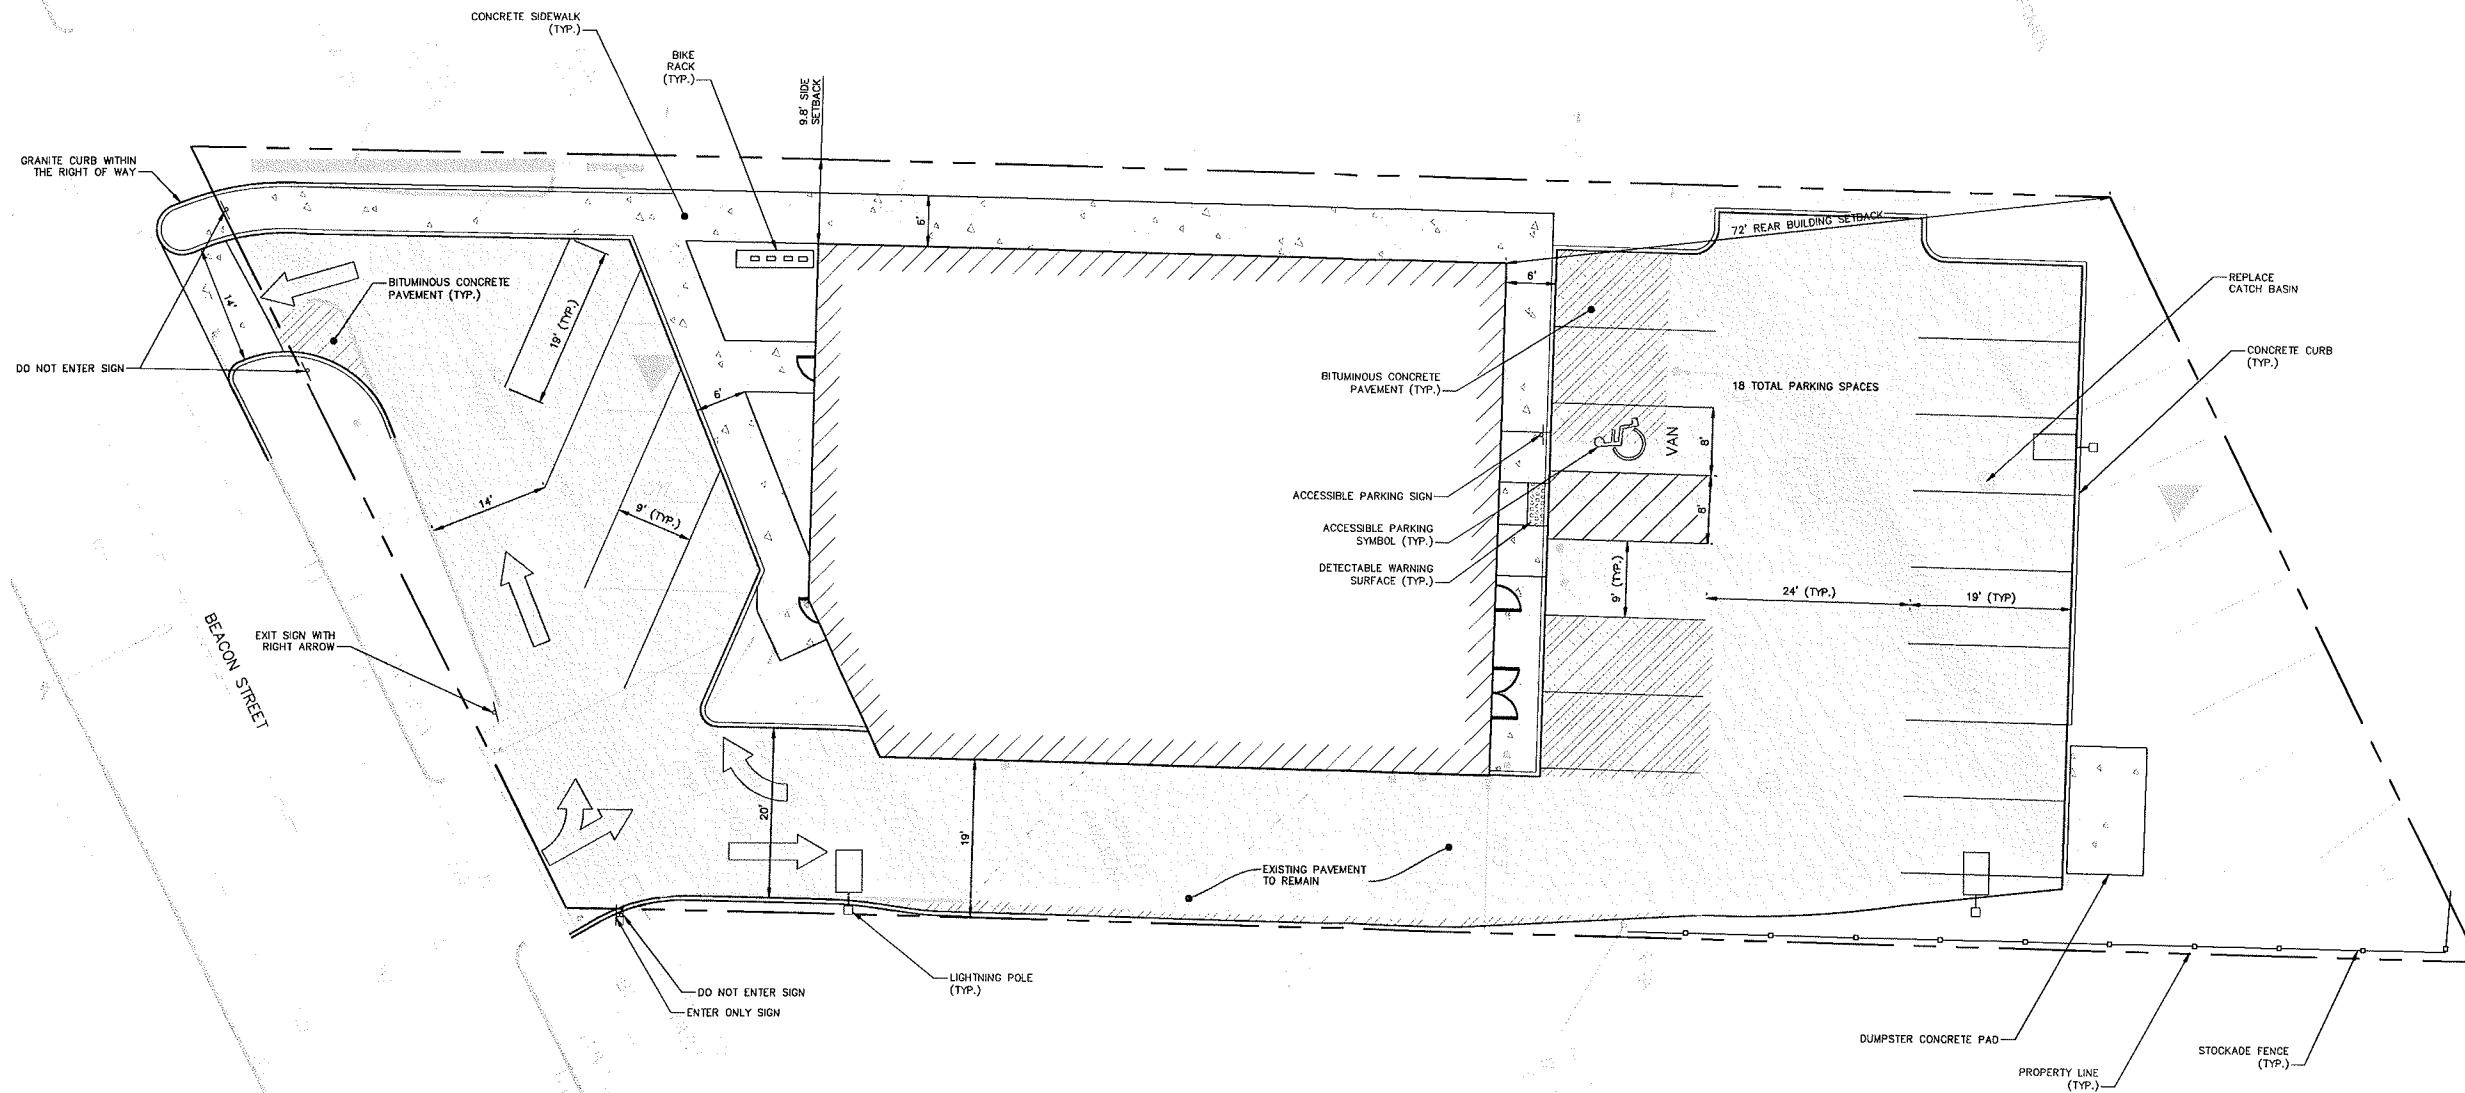 CONCRETE SIDEWALK
(TYP.)
BIKE
RACK
(TYP.)
9.8' SIDE
SETBACK
GRANITE CURB WITHIN
THE RIGHT OF WAY
6'
72' REAR BUILDING SETBACK
6'
REPLACE
CATCH BASIN
14'
BITUMINOUS CONCRETE
PAVEMENT (TYP.)
19' (TYP.)
DO NOT ENTER SIGN
CONCRETE CURB
(TYP.)
BITUMINOUS CONCRETE
PAVEMENT (TYP.)
18 TOTAL PARKING SPACES
6'
VAN
8'
14'
9' (TYP.)
ACCESSIBLE PARKING SIGN
8'
ACCESSIBLE PARKING
SYMBOL (TYP.)
DETECTABLE WARNING
SURFACE (TYP.)
9' (TYP.)
24' (TYP.)
19' (TYP)
BEACON STREET
EXIT SIGN WITH
RIGHT ARROW
20'
19'
EXISTING PAVEMENT
TO REMAIN
LIGHTNING POLE
(TYP.)
DO NOT ENTER SIGN
ENTER ONLY SIGN
DUMPSTER CONCRETE PAD
PROPERTY LINE
(TYP.)
STOCKADE FENCE
(TYP.)